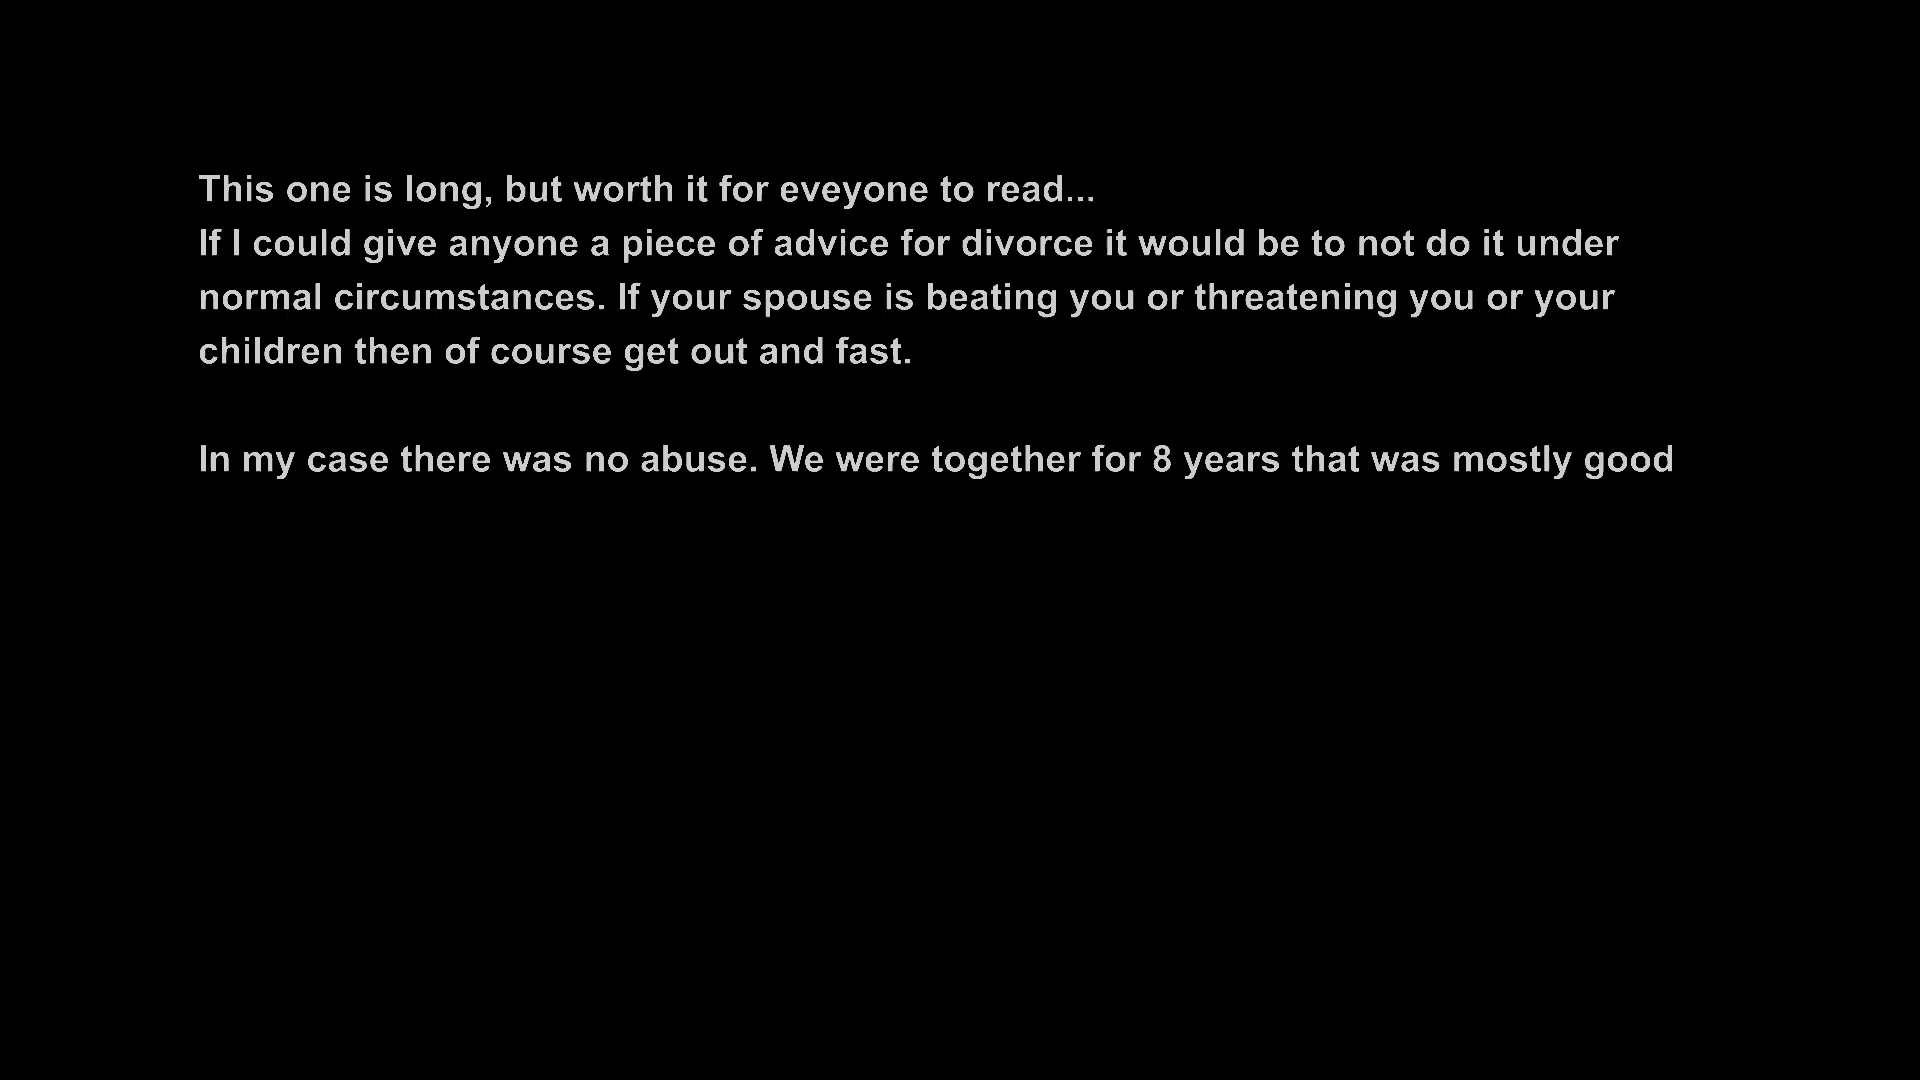 This one is long, but worth it for eveyone to read...
If I could give anyone a piece of advice for divorce it would be to not do it under
normal circumstances. If your spouse is beating you or threatening you or your
children then of course get out and fast.
In my case there was no abuse. We were together for 8 years that was mostly good